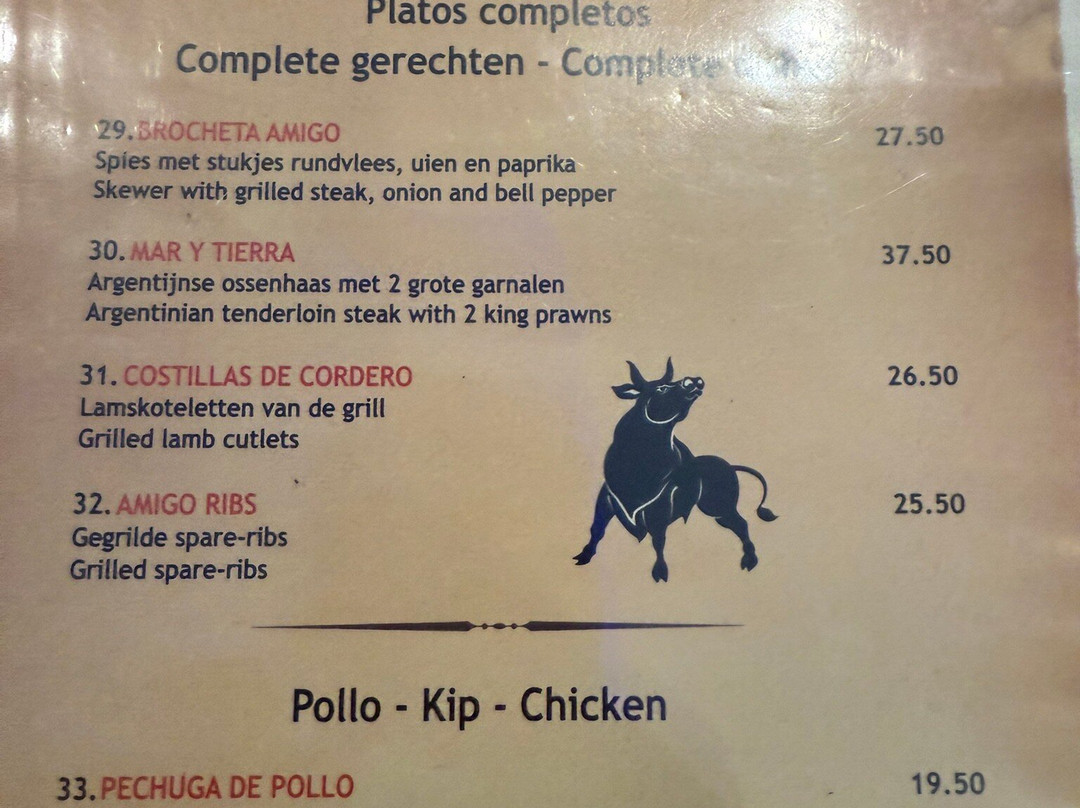 Platos completos
Complete gerechten - Complete
29. BROCHETA AMIGO 27.50
Spies met stukjes rundvlees, uien en paprika
Skewer with grilled steak, onion and bell pepper
30. MAR Y TIERRA 37.50
Argentijnse ossenhaas met 2 grote garnalen
Argentinian tenderloin steak with 2 king prawns
31. COSTILLAS DE CORDERO 26.50
Lamskoteletten van de grill
Grilled lamb cutlets
32. AMIGO RIBS 25.50
Gegrilde spare-ribs
Grilled spare-ribs
Pollo - Kip - Chicken
33. PECHUGA DE POLLO 19.50